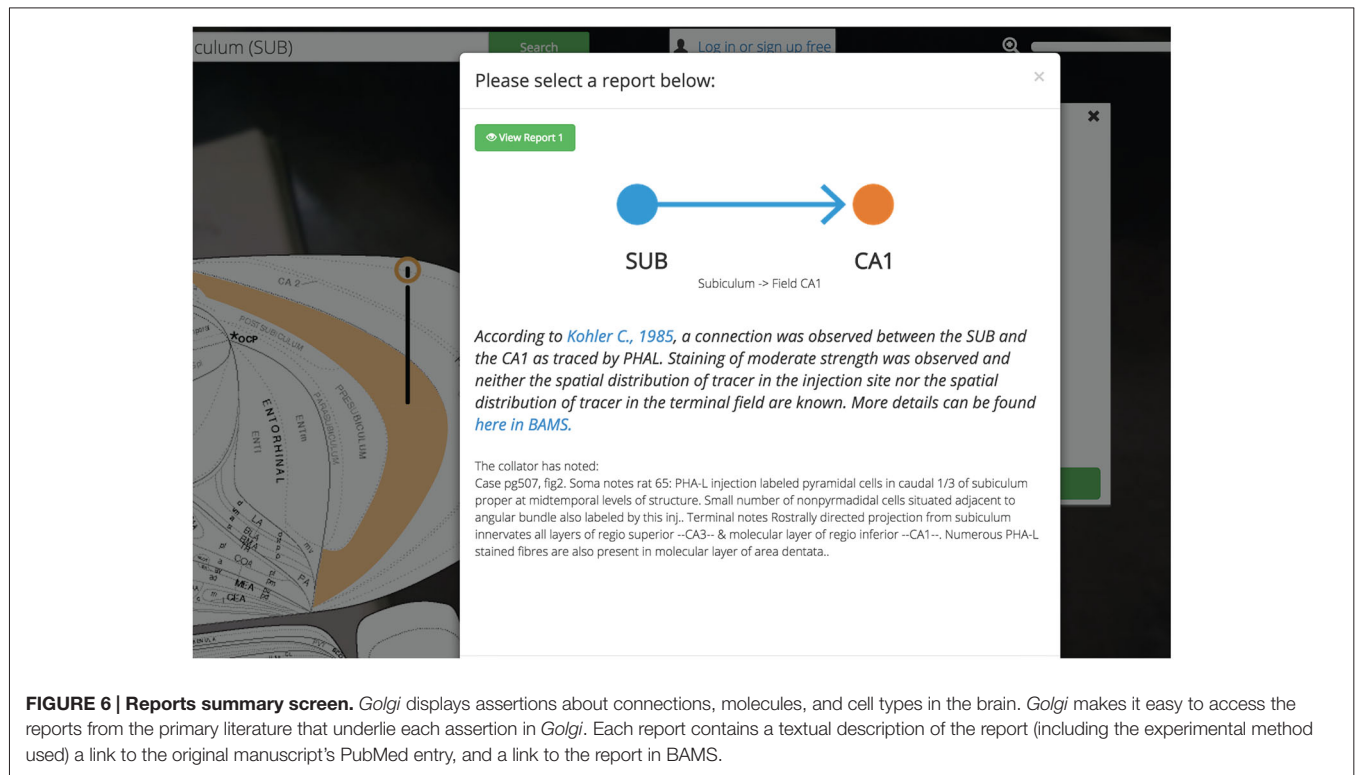 culum (SUB)
Search
Log in or sign up free
Please select a report below:
×
View Report 1
SUB
CA1
Subiculum -> Field CA1
According to Kohler C., 1985, a connection was observed between the SUB and
the CA1 as traced by PHAL. Staining of moderate strength was observed and
neither the spatial distribution of tracer in the injection site nor the spatial
distribution of tracer in the terminal field are known. More details can be found
here in BAMS.
The collator has noted:
Case pg507, fig2. Soma notes rat 65: PHA-L injection labeled pyramidal cells in caudal 1/3 of subiculum
proper at midtemporal levels of structure. Small number of nonpyrmadidal cells situated adjacent to
angular bundle also labeled by this inj.. Terminal notes Rostrally directed projection from subiculum
innervates all layers of regio superior --CA3-- & molecular layer of regio inferior --CA1--. Numerous PHA-L
stained fibres are also present in molecular layer of area dentata..
CA 2
POSTSUBICULUM
*OCP
PRESUBICULUM
PARASUBICULUM
ENTm
ENTORHINAL
ENTl
LA
BLA
BMA
COA
MEA
CEA
PA
PVT
FIGURE 6 | Reports summary screen. Golgi displays assertions about connections, molecules, and cell types in the brain. Golgi makes it easy to access the
reports from the primary literature that underlie each assertion in Golgi. Each report contains a textual description of the report (including the experimental method
used) a link to the original manuscript's PubMed entry, and a link to the report in BAMS.